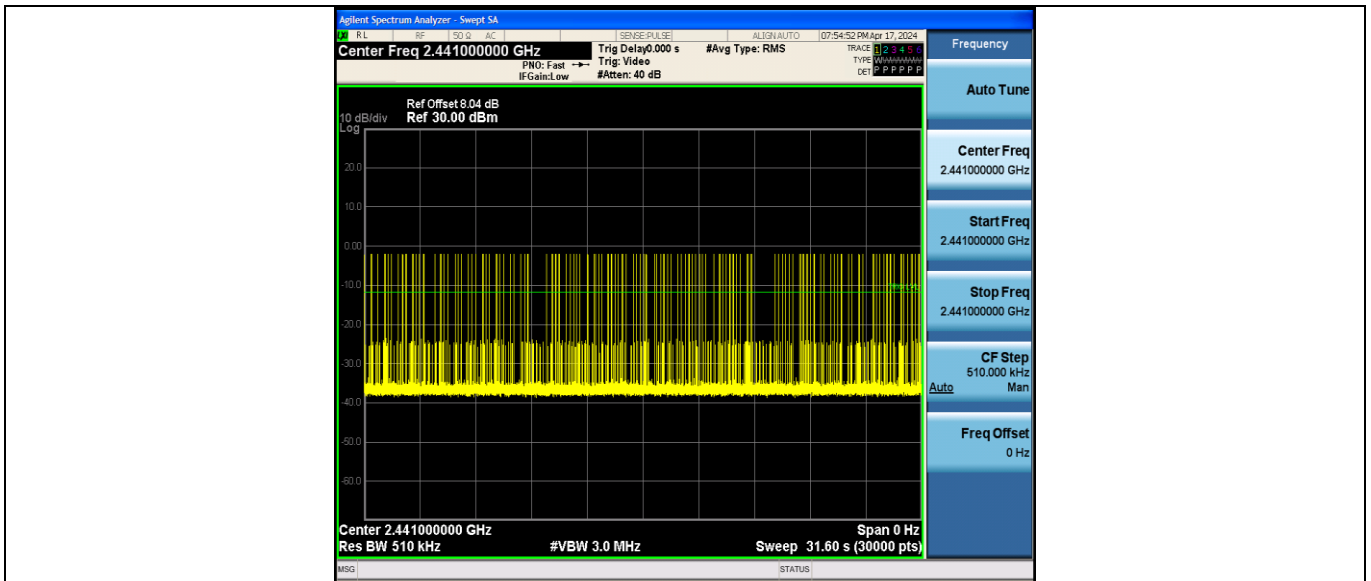 Agilent Spectrum Analyzer - Swept SA
LXI RL RF 50 Ω AC SENSE:PULSE ALIGN AUTO 07:54:52 PM Apr 17, 2024
Center Freq 2.441000000 GHz Trig Delay0.000 s #Avg Type: RMS TRACE 1 2 3 4 5 6
PNO: Fast Trig: Video TYPE
IFGain:Low #Atten: 40 dB DET P P P P P P
Ref Offset 8.04 dB
10 dB/div Ref 30.00 dBm
Log
20.0
10.0
0.00
-10.0
-20.0
-30.0
-40.0
-50.0
-60.0
Center 2.441000000 GHz Span 0 Hz
Res BW 510 kHz #VBW 3.0 MHz Sweep 31.60 s (30000 pts)
MSG STATUS
Frequency
Auto Tune
Center Freq
2.441000000 GHz
Start Freq
2.441000000 GHz
Stop Freq
2.441000000 GHz
CF Step
510.000 kHz
Auto Man
Freq Offset
0 Hz